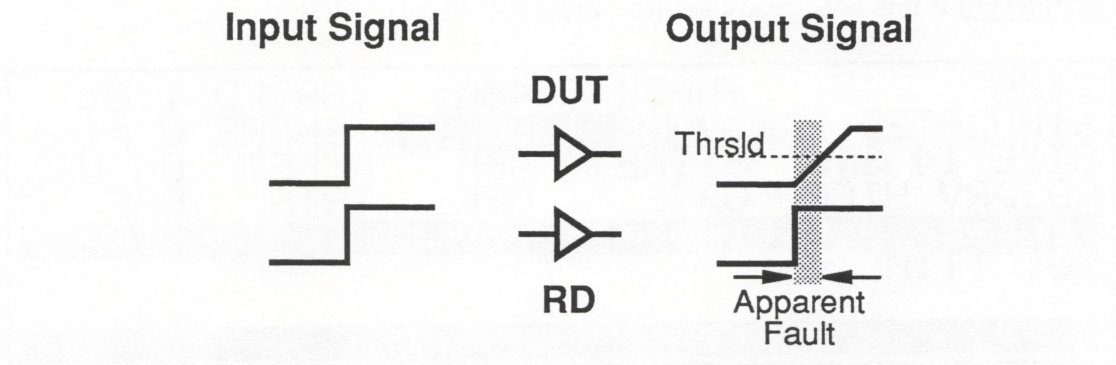 Input Signal
Output Signal
DUT
Thrsld
RD
Apparent
Fault